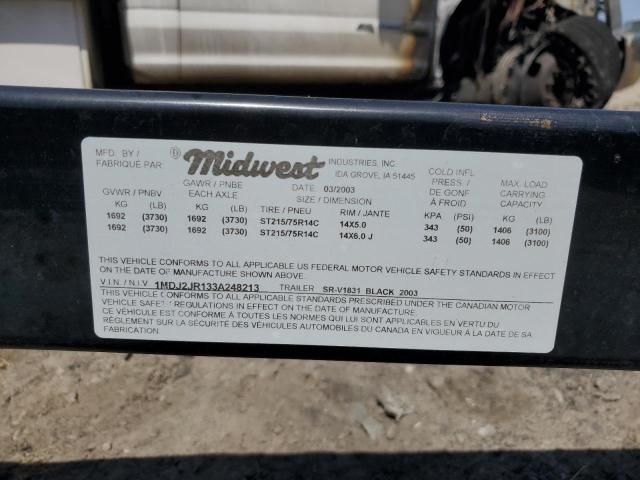 MFD. BY /
FABRIQUÉ PAR:
Midwest
INDUSTRIES, INC
IDA GROVE, IA 51445
DATE 03/2003
GVWR / PNBV
KG (LB)
1692 (3730)
1692 (3730)
GAWR / PNBE
EACH AXLE
KG (LB)
1692 (3730)
1692 (3730)
SIZE / DIMENSION
TIRE / PNEU RIM / JANTE
ST215/75R14C 14X5.0
ST215/75R14C 14X6.0 J
COLD INFL
PRESS. /
DE GONF
À FROID
KPA (PSI)
343 (50)
343 (50)
MAX. LOAD
CARRYING
CAPACITY
KG (LB)
1406 (3100)
1406 (3100)
THIS VEHICLE CONFORMS TO ALL APPLICABLE US FEDERAL MOTOR VEHICLE SAFETY STANDARDS IN EFFECT
ON DATE OF MANUFACTURE SHOWN ABOVE.
V.I.N./N.I.V. 1MDJ2JR133A248213 TRAILER SR-V1831 BLACK 2003
THIS VEHICLE CONFORMS TO ALL APPLICABLE STANDARDS PRESCRIBED UNDER THE CANADIAN MOTOR
VEHICLE SAFETY REGULATIONS IN EFFECT ON THE DATE OF MANUFACTURE
CE VÉHICULE EST CONFORME À TOUTES LES NORMES QUI LUI SONT APPLICABLES EN VERTU DU
RÈGLEMENT SUR LA SÉCURITÉ DES VÉHICULES AUTOMOBILES DU CANADA EN VIGUEUR À LA DATE DE SA
FABRICATION.